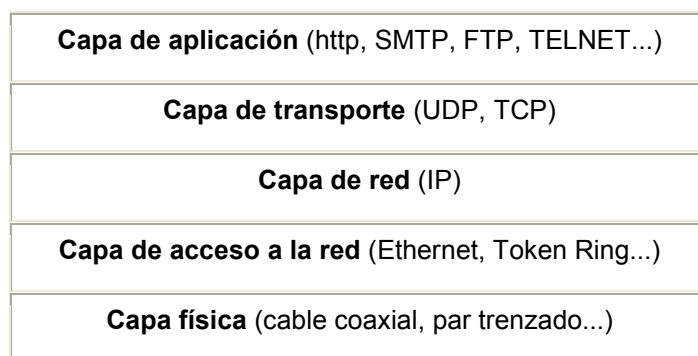 Capa de aplicación (http, SMTP, FTP, TELNET...)
Capa de transporte (UDP, TCP)
Capa de red (IP)
Capa de acceso a la red (Ethernet, Token Ring...)
Capa física (cable coaxial, par trenzado...)